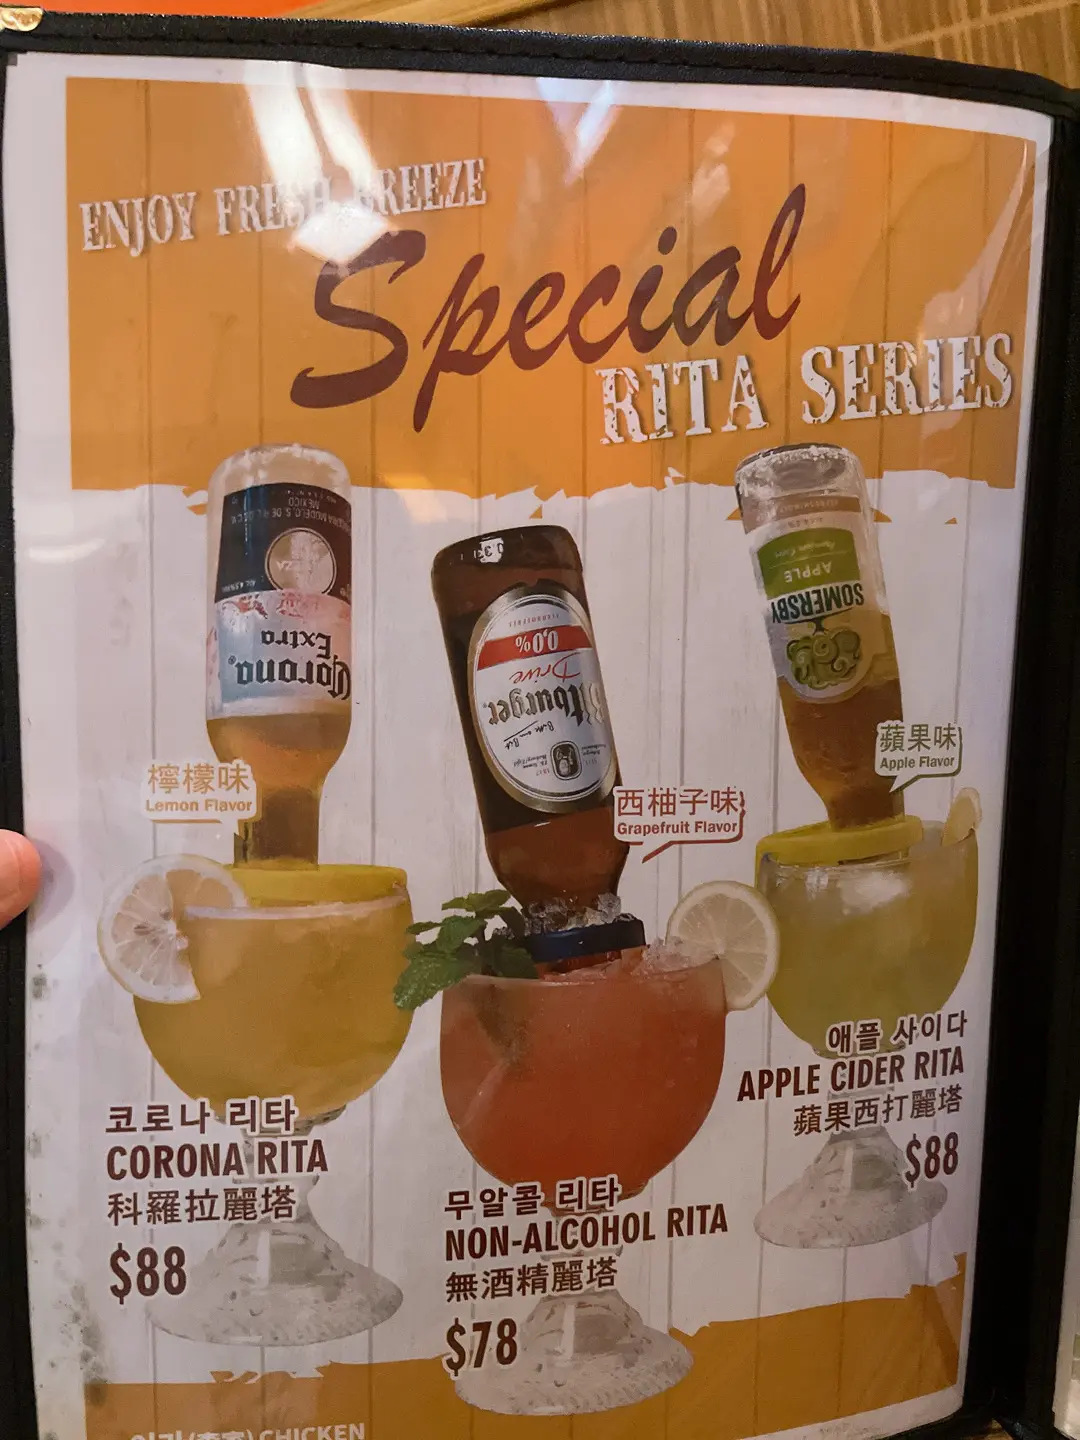 ENJOY FRESH BREEZE
Special
RITA SERIES
Corona
Extra
MEXICO
Bitburger
Drive
0,0%
SOMERSBY
APPLE
檸檬味
Lemon Flavor
西柚子味
Grapefruit Flavor
蘋果味
Apple Flavor
코로나 리타
CORONA RITA
科羅拉麗塔
$88
무알콜 리타
NON-ALCOHOL RITA
無酒精麗塔
$78
애플 사이다
APPLE CIDER RITA
蘋果西打麗塔
$88
CHICKEN